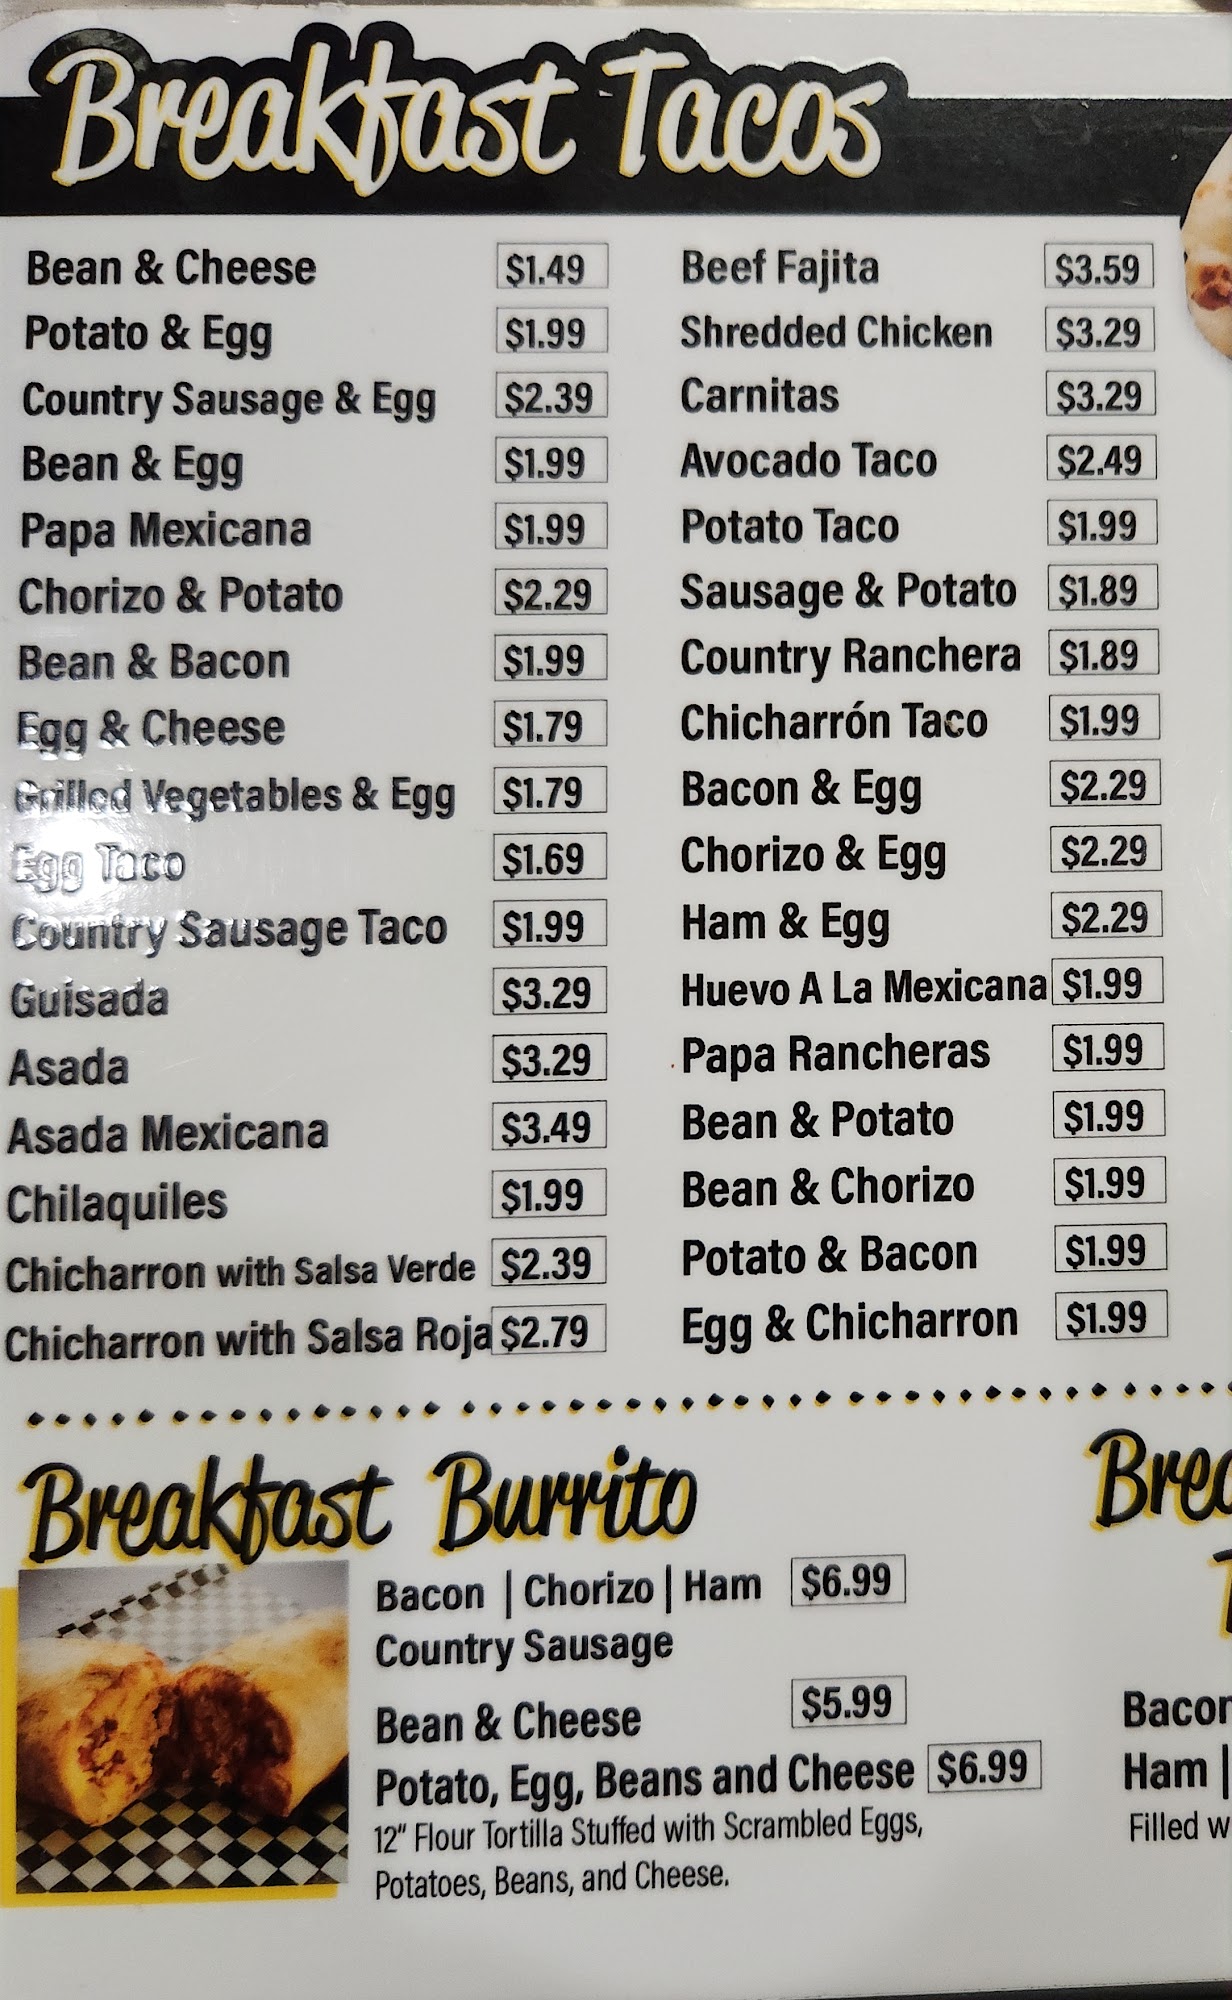 Breakfast Tacos
Bean & Cheese $1.49
Potato & Egg $1.99
Country Sausage & Egg $2.39
Bean & Egg $1.99
Papa Mexicana $1.99
Chorizo & Potato $2.29
Bean & Bacon $1.99
Egg & Cheese $1.79
Grilled Vegetables & Egg $1.79
Egg Taco $1.69
Country Sausage Taco $1.99
Guisada $3.29
Asada $3.29
Asada Mexicana $3.49
Chilaquiles $1.99
Chicharron with Salsa Verde $2.39
Chicharron with Salsa Roja $2.79
Beef Fajita $3.59
Shredded Chicken $3.29
Carnitas $3.29
Avocado Taco $2.49
Potato Taco $1.99
Sausage & Potato $1.89
Country Ranchera $1.89
Chicharrón Taco $1.99
Bacon & Egg $2.29
Chorizo & Egg $2.29
Ham & Egg $2.29
Huevo A La Mexicana $1.99
Papa Rancheras $1.99
Bean & Potato $1.99
Bean & Chorizo $1.99
Potato & Bacon $1.99
Egg & Chicharron $1.99
Breakfast Burrito
Bacon | Chorizo | Ham $6.99
Country Sausage
Bean & Cheese $5.99
Potato, Egg, Beans and Cheese $6.99
12" Flour Tortilla Stuffed with Scrambled Eggs,
Potatoes, Beans, and Cheese.
Ham |
Filled